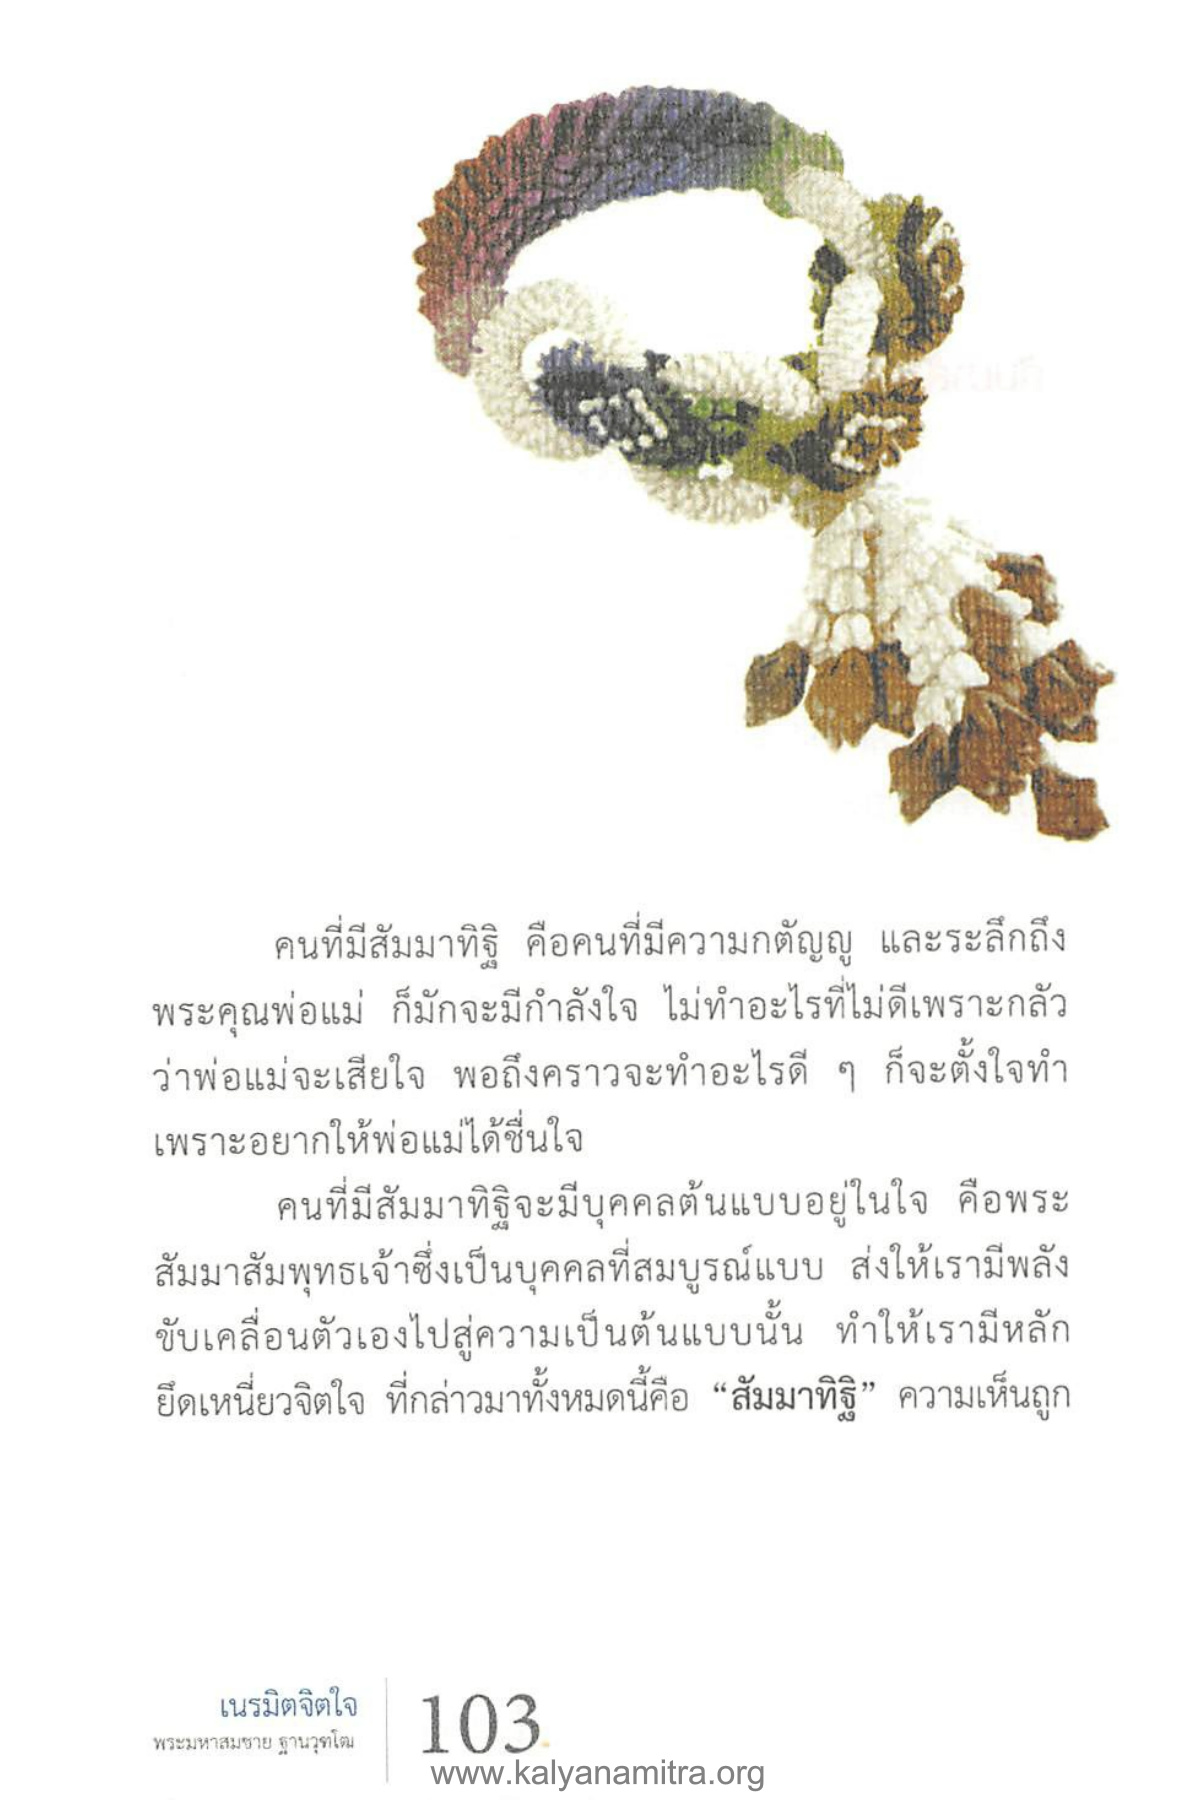 คนที่มีสัมมาทิฐิ คือคนที่มีความกตัญญู และระลึกถึง
พระคุณพ่อแม่ ก็มักจะมีกำลังใจ ไม่ทำอะไรที่ไม่ดีเพราะกลัว
ว่าพ่อแม่จะเสียใจ พอถึงคราวจะทำอะไรดี ๆ ก็จะตั้งใจทำ
เพราะอยากให้พ่อแม่ได้ชื่นใจ
คนที่มีสัมมาทิฐิจะมีบุคคลต้นแบบอยู่ในใจ คือพระ
สัมมาสัมพุทธเจ้าซึ่งเป็นบุคคลที่สมบูรณ์แบบ ส่งให้เรามีพลัง
ขับเคลื่อนตัวเองไปสู่ความเป็นต้นแบบนั้น ทำให้เรามีหลัก
ยึดเหนี่ยวจิตใจ ที่กล่าวมาทั้งหมดนี้คือ “สัมมาทิฐิ” ความเห็นถูก
เนรมิตจิตใจ
พระมหาสมชาย ฐานวุฑโฒ
103
www.kalyanamitra.org